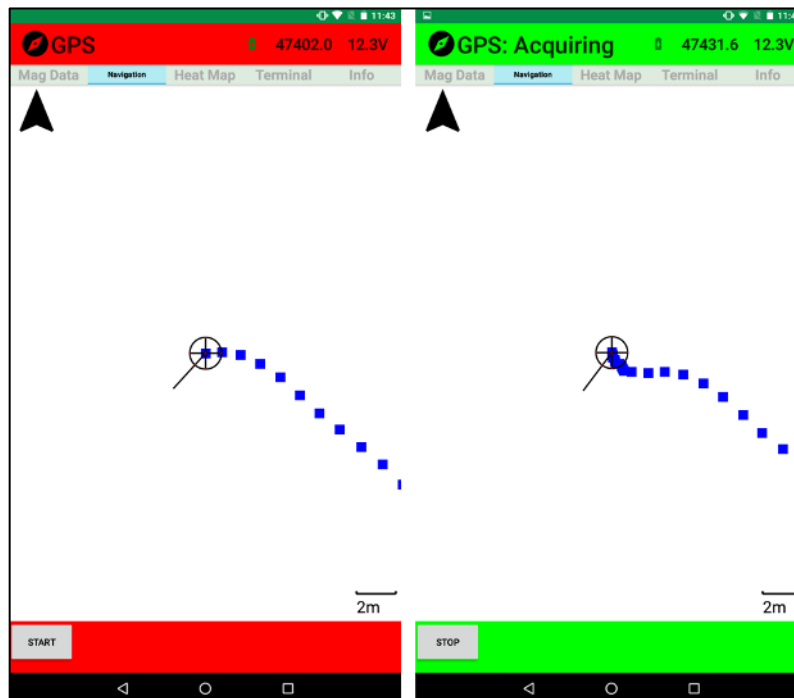 11:43
GPS 47402.0 12.3V
Mag Data Navigation Heat Map Terminal Info
2m
START
GPS: Acquiring 47431.6 12.3V
Mag Data Navigation Heat Map Terminal Info
2m
STOP